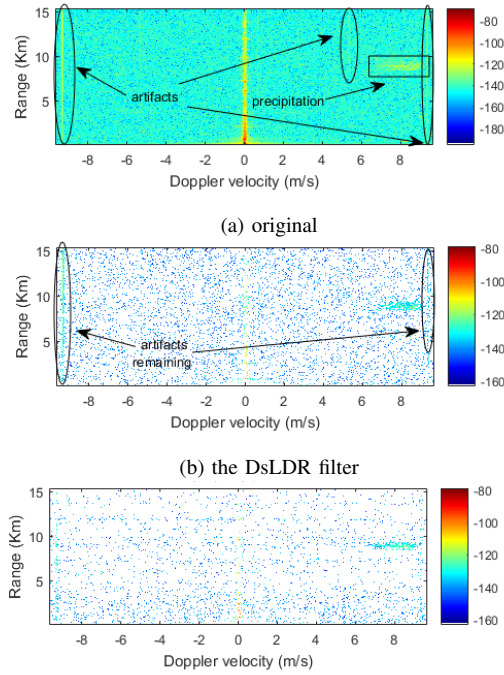 15
10
5
Range (Km)
artifacts
precipitation
-80
-100
-120
-140
-160
-180
-8 -6 -4 -2 0 2 4 6 8
Doppler velocity (m/s)
(a) original
15
10
5
Range (Km)
artifacts
remaining
-80
-100
-120
-140
-160
-8 -6 -4 -2 0 2 4 6 8
Doppler velocity (m/s)
(b) the DsLDR filter
15
10
5
Range (Km)
-80
-100
-120
-140
-160
-8 -6 -4 -2 0 2 4 6 8
Doppler velocity (m/s)